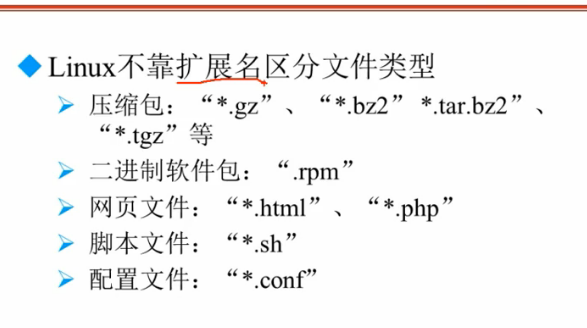 Linux不靠扩展名区分文件类型
压缩包：“*.gz”、“*.bz2” *.tar.bz2”、
“*.tgz”等
二进制软件包：“.rpm”
网页文件：“*.html”、“*.php”
脚本文件：“*.sh”
配置文件：“*.conf”